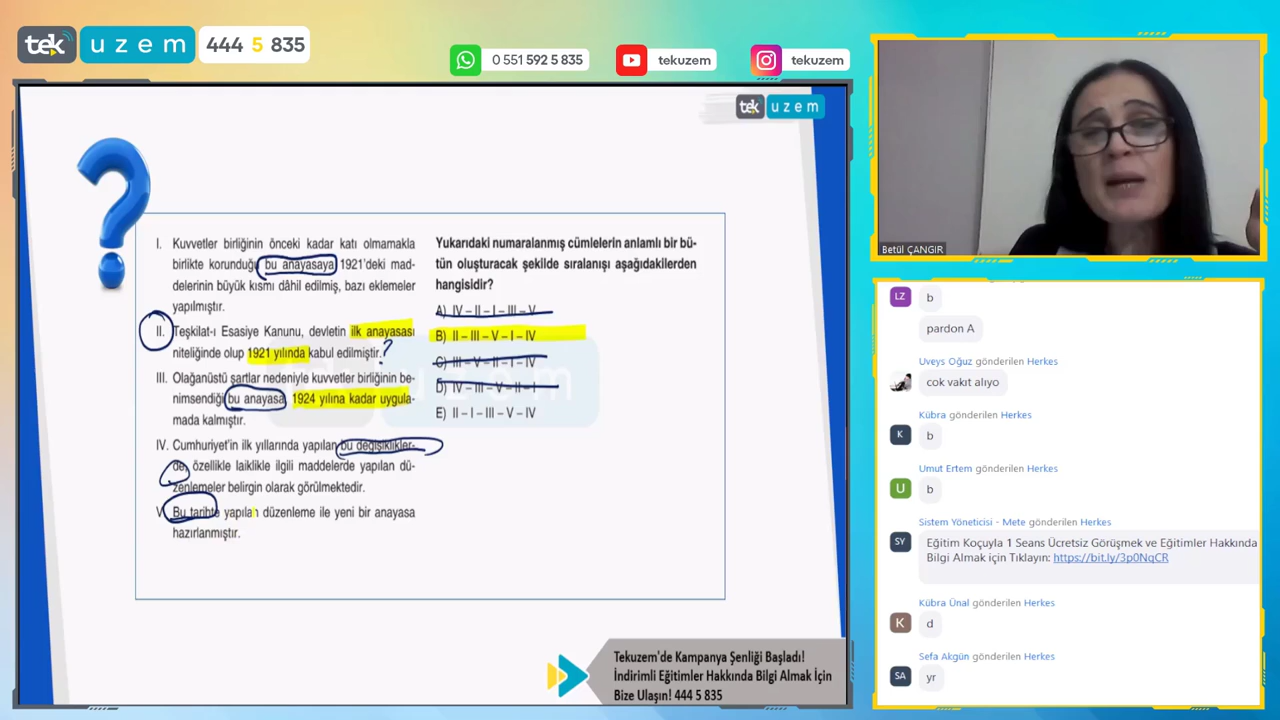 tek uzem 444 5 835
0 551 592 5 835
tekuzem
tekuzem
tek uzem
I. Kuvvetler birliğinin önceki kadar katı olmamakla
birlikte korunduğu bu anayasaya 1921'deki mad-
delerinin büyük kısmı dâhil edilmiş, bazı eklemeler
yapılmıştır.
II. Teşkilat-ı Esasiye Kanunu, devletin ilk anayasası
niteliğinde olup 1921 yılında kabul edilmiştir. ?
III. Olağanüstü şartlar nedeniyle kuvvetler birliğinin be-
nimsendiği bu anayasa 1924 yılına kadar uygula-
mada kalmıştır.
IV. Cumhuriyet'in ilk yıllarında yapılan bu değişiklikler-
de, özellikle laiklikle ilgili maddelerde yapılan dü-
zenlemeler belirgin olarak görülmektedir.
V. Bu tarihte yapılan düzenleme ile yeni bir anayasa
hazırlanmıştır.
Yukarıdaki numaralanmış cümlelerin anlamlı bir bü-
tün oluşturacak şekilde sıralanışı aşağıdakilerden
hangisidir?
A) IV – II – I – III – V
B) II – III – V – I – IV
C) III – V – II – I – IV
D) IV – III – V – II – I
E) II – I – III – V – IV
uzem
Tekuzem'de Kampanya Şenliği Başladı!
İndirimli Eğitimler Hakkında Bilgi Almak İçin
Bize Ulaşın! 444 5 835
Betül ÇANGIR
LZ
b
pardon A
Uveys Oğuz gönderilen Herkes
cok vakıt alıyo
Kübra gönderilen Herkes
K
b
Umut Ertem gönderilen Herkes
U
b
Sistem Yöneticisi - Mete gönderilen Herkes
SY
Eğitim Koçuyla 1 Seans Ücretsiz Görüşmek ve Eğitimler Hakkında
Bilgi Almak için Tıklayın: https://bit.ly/3p0NqCR
Kübra Ünal gönderilen Herkes
K
d
Sefa Akgün gönderilen Herkes
SA
yr